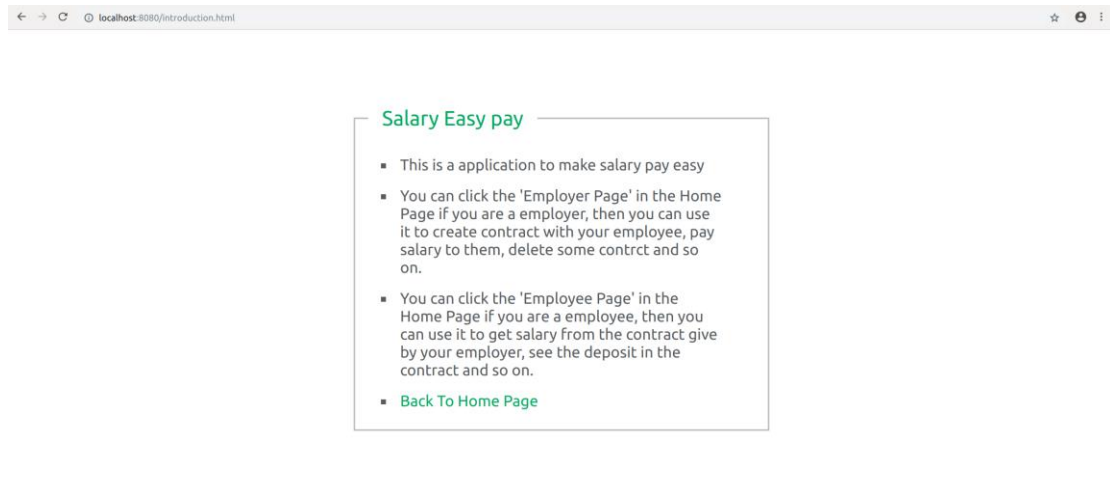 localhost:8080/introduction.html
Salary Easy pay
This is a application to make salary pay easy
You can click the 'Employer Page' in the Home
Page if you are a employer, then you can use
it to create contract with your employee, pay
salary to them, delete some contrct and so
on.
You can click the 'Employee Page' in the
Home Page if you are a employee, then you
can use it to get salary from the contract give
by your employer, see the deposit in the
contract and so on.
Back To Home Page